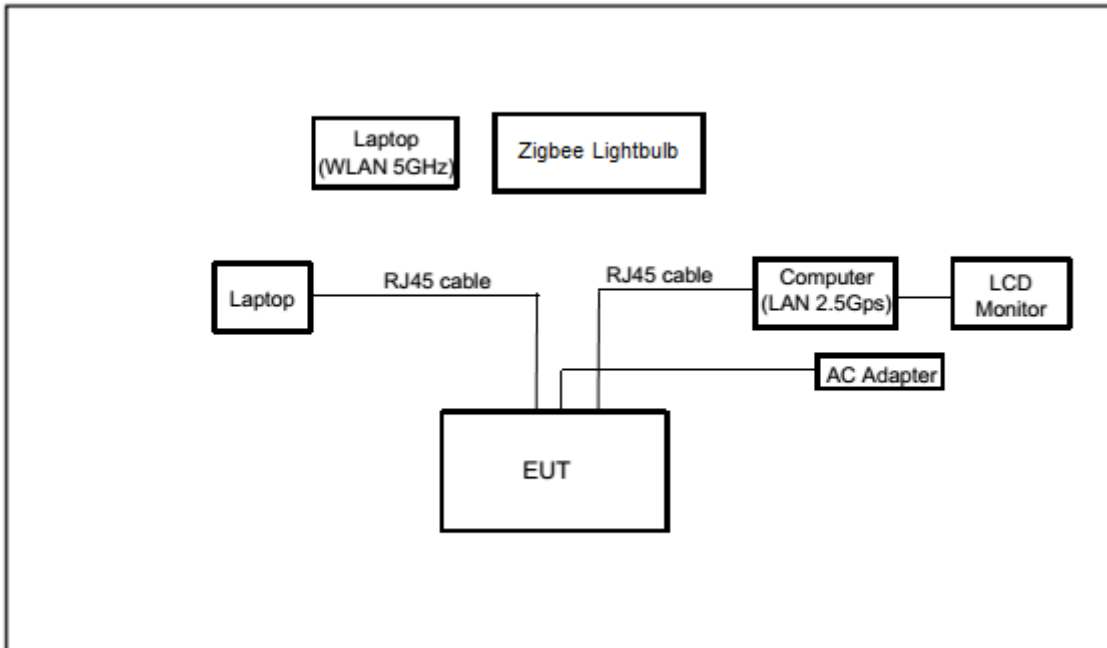 Laptop
(WLAN 5GHz)
Zigbee Lightbulb
Laptop
RJ45 cable
RJ45 cable
Computer
(LAN 2.5Gps)
LCD
Monitor
AC Adapter
EUT